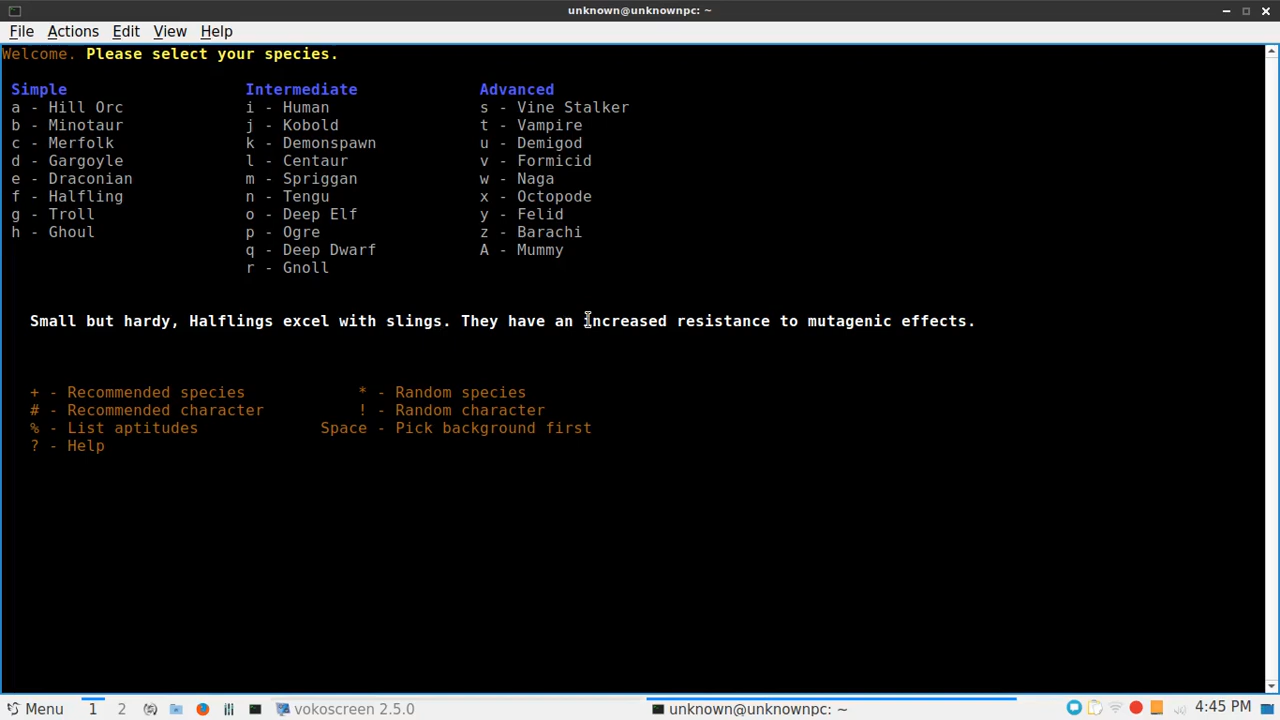 unknown@unknownpc: ~
File Actions Edit View Help
Welcome. Please select your species.
Simple Intermediate Advanced
a - Hill Orc i - Human s - Vine Stalker
b - Minotaur j - Kobold t - Vampire
c - Merfolk k - Demonspawn u - Demigod
d - Gargoyle l - Centaur v - Formicid
e - Draconian m - Spriggan w - Naga
f - Halfling n - Tengu x - Octopode
g - Troll o - Deep Elf y - Felid
h - Ghoul p - Ogre z - Barachi
q - Deep Dwarf A - Mummy
r - Gnoll
Small but hardy, Halflings excel with slings. They have an increased resistance to mutagenic effects.
+ - Recommended species * - Random species
# - Recommended character ! - Random character
% - List aptitudes Space - Pick background first
? - Help
Menu 1 2 vokoscreen 2.5.0 unknown@unknownpc: ~ 4:45 PM